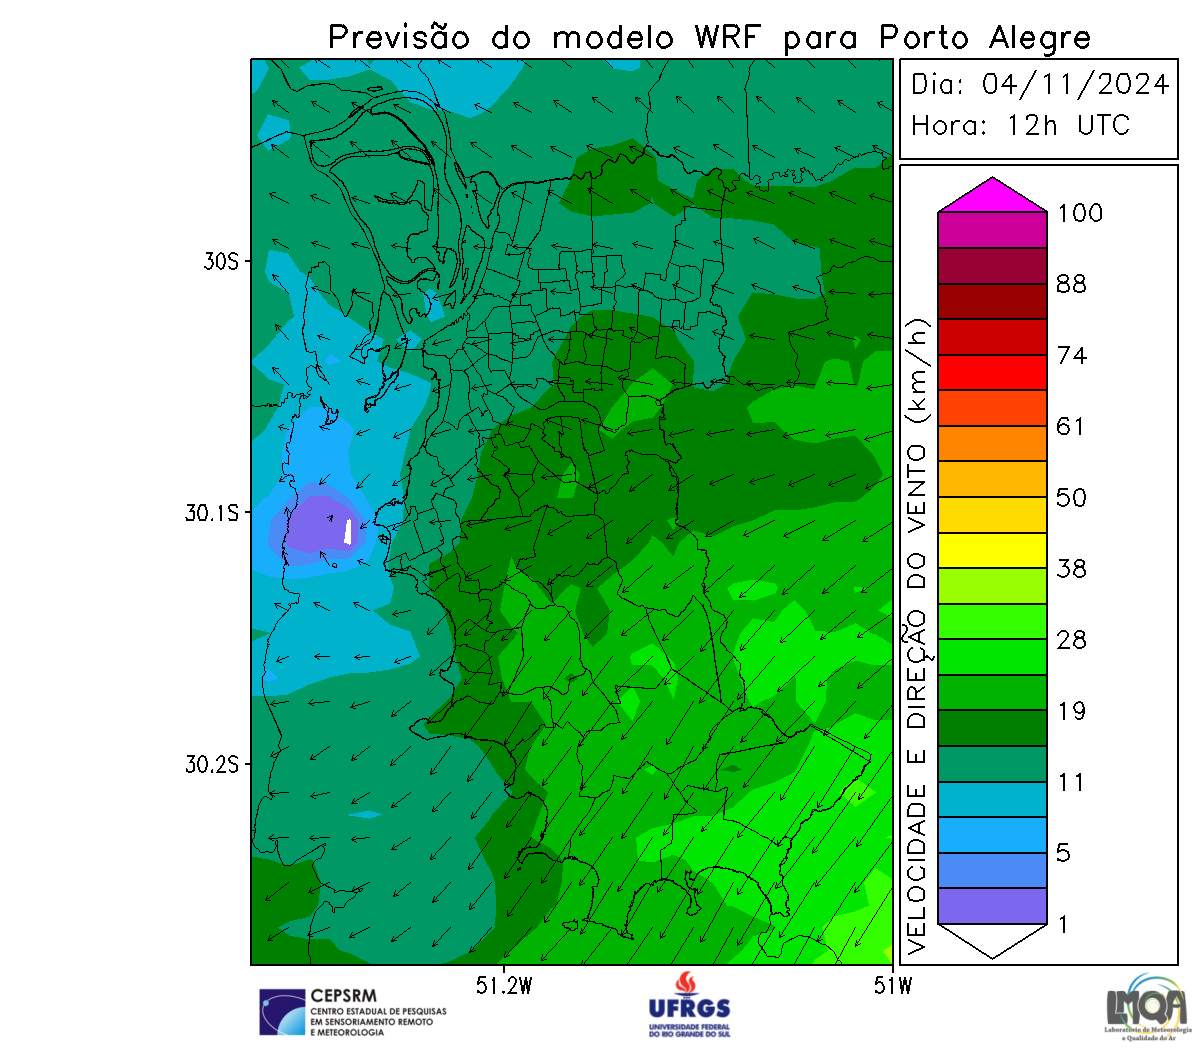 Previsão do modelo WRF para Porto Alegre
Dia: 04/11/2024
Hora: 12h UTC
100
88
74
61
50
38
28
19
11
5
1
VELOCIDADE E DIREÇÃO DO VENTO (km/h)
30S
30.1S
30.2S
51.2W
51W
CEPSRM
CENTRO ESTADUAL DE PESQUISAS
EM SENSORIAMENTO REMOTO
E METEOROLOGIA
UFRGS
UNIVERSIDADE FEDERAL
DO RIO GRANDE DO SUL
LMQA
Laboratório de Meteorologia
e Qualidade do Ar